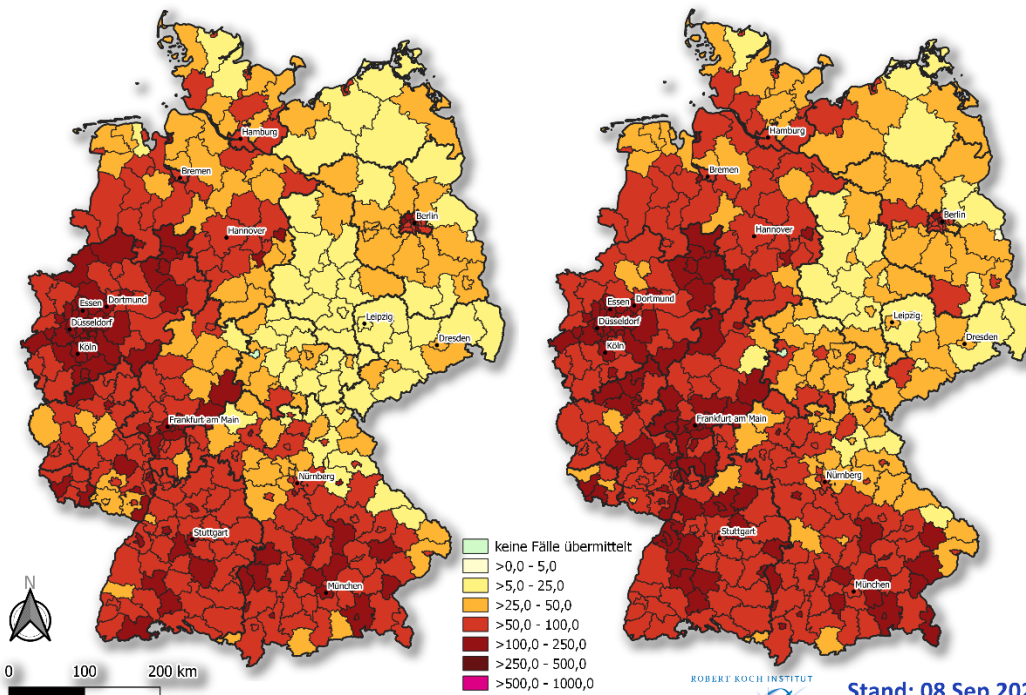 Hamburg
Bremen
Berlin
Hannover
Essen
Dortmund
Düsseldorf
Leipzig
Köln
Dresden
Frankfurt am Main
Nürnberg
Stuttgart
München
Hamburg
Bremen
Berlin
Hannover
Essen
Dortmund
Düsseldorf
Leipzig
Köln
Dresden
Frankfurt am Main
Nürnberg
Stuttgart
München
keine Fälle übermittelt
>0,0 - 5,0
>5,0 - 25,0
>25,0 - 50,0
>50,0 - 100,0
>100,0 - 250,0
>250,0 - 500,0
>500,0 - 1000,0
N
0 100 200 km
ROBERT KOCH INSTITUT
Stand: 08 Sep 202